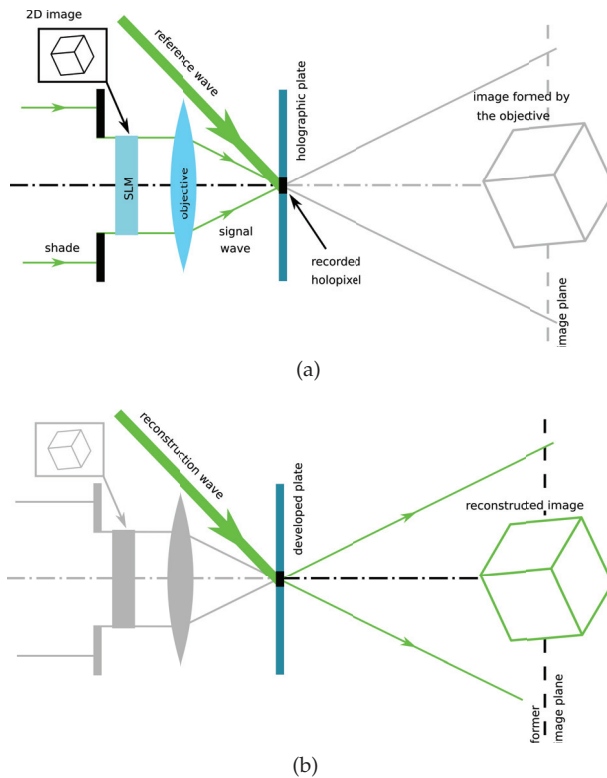 2D image
reference wave
holographic plate
image formed by
the objective
SLM
objective
shade
signal
wave
recorded
holopixel
image plane
(a)
reconstruction wave
developed plate
reconstructed image
former
image plane
(b)